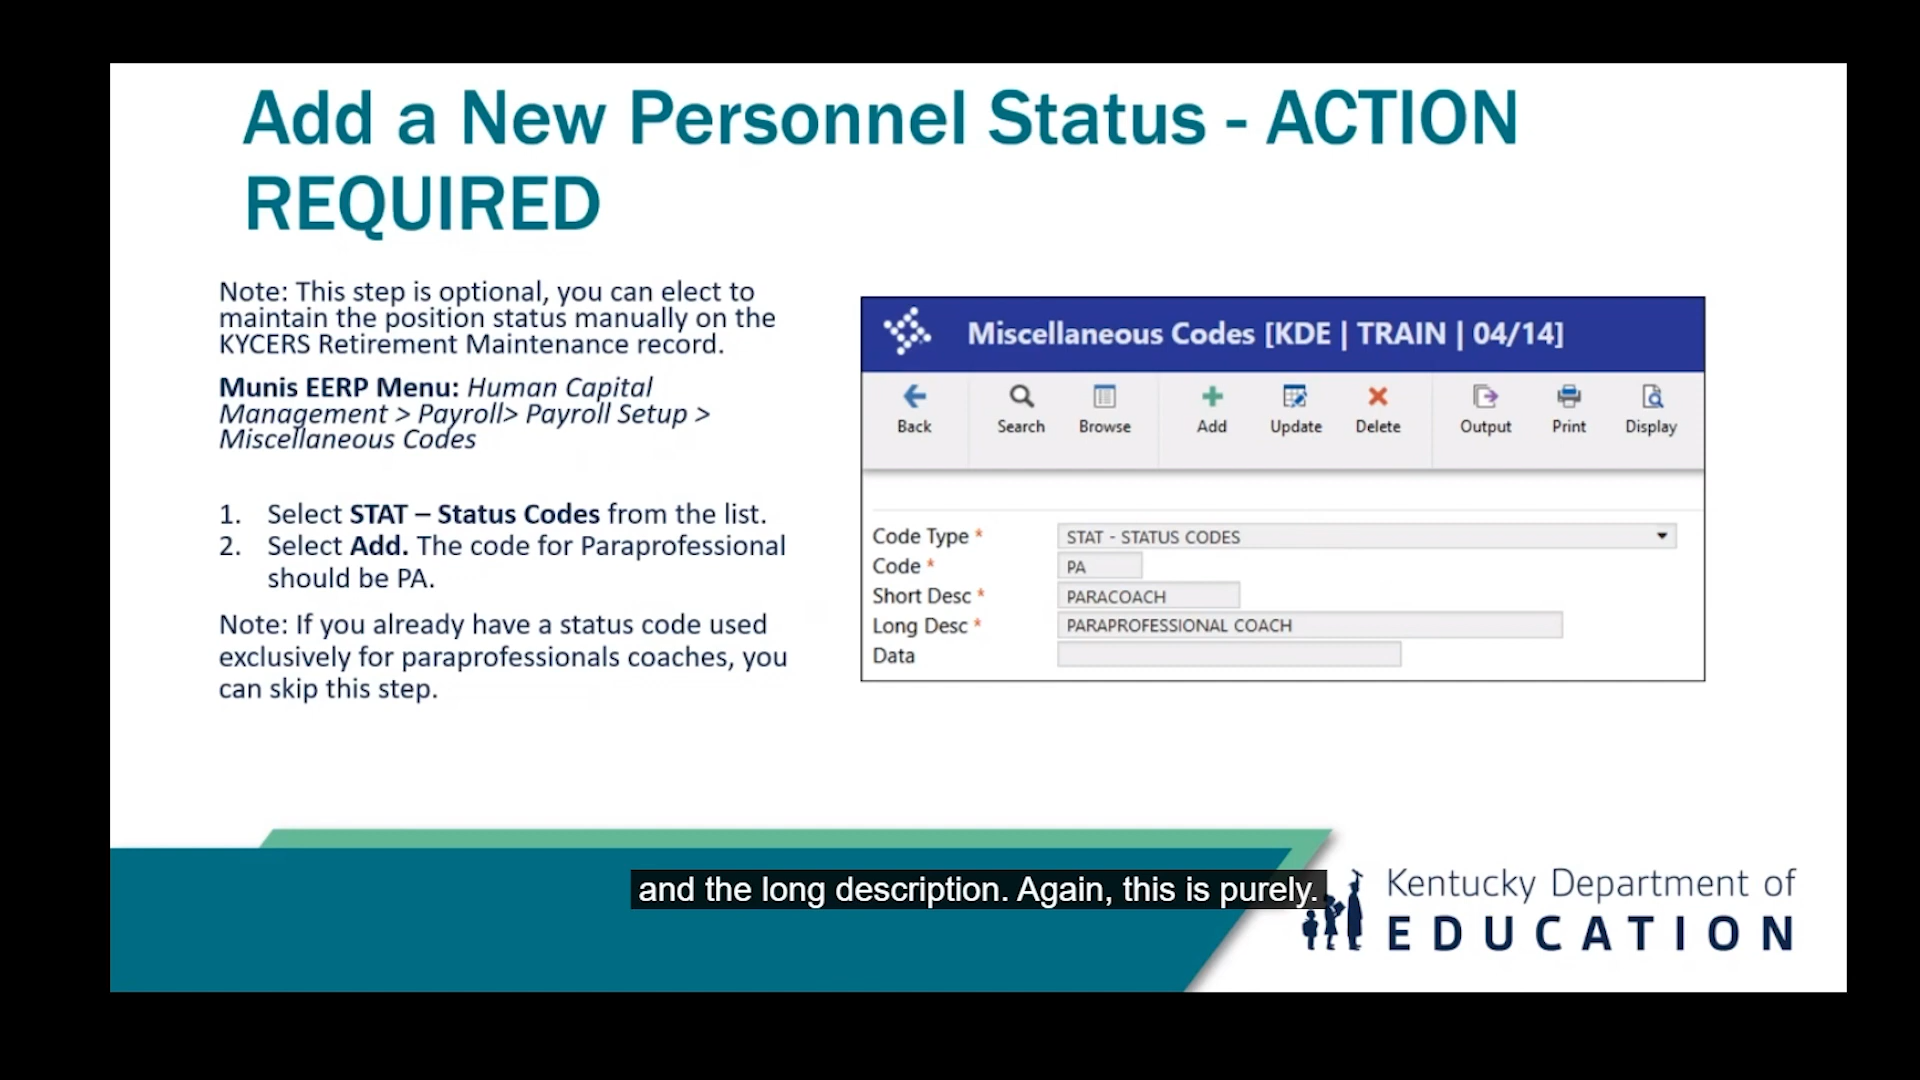 Add a New Personnel Status - ACTION
REQUIRED
Note: This step is optional, you can elect to
maintain the position status manually on the
KYCERS Retirement Maintenance record.
Munis EERP Menu: Human Capital
Management > Payroll> Payroll Setup >
Miscellaneous Codes
1. Select STAT – Status Codes from the list.
2. Select Add. The code for Paraprofessional
should be PA.
Note: If you already have a status code used
exclusively for paraprofessionals coaches, you
can skip this step.
Miscellaneous Codes [KDE | TRAIN | 04/14]
Back Search Browse Add Update Delete Output Print Display
Code Type * STAT - STATUS CODES
Code * PA
Short Desc * PARACOACH
Long Desc * PARAPROFESSIONAL COACH
Data
and the long description. Again, this is purely.
Kentucky Department of
EDUCATION